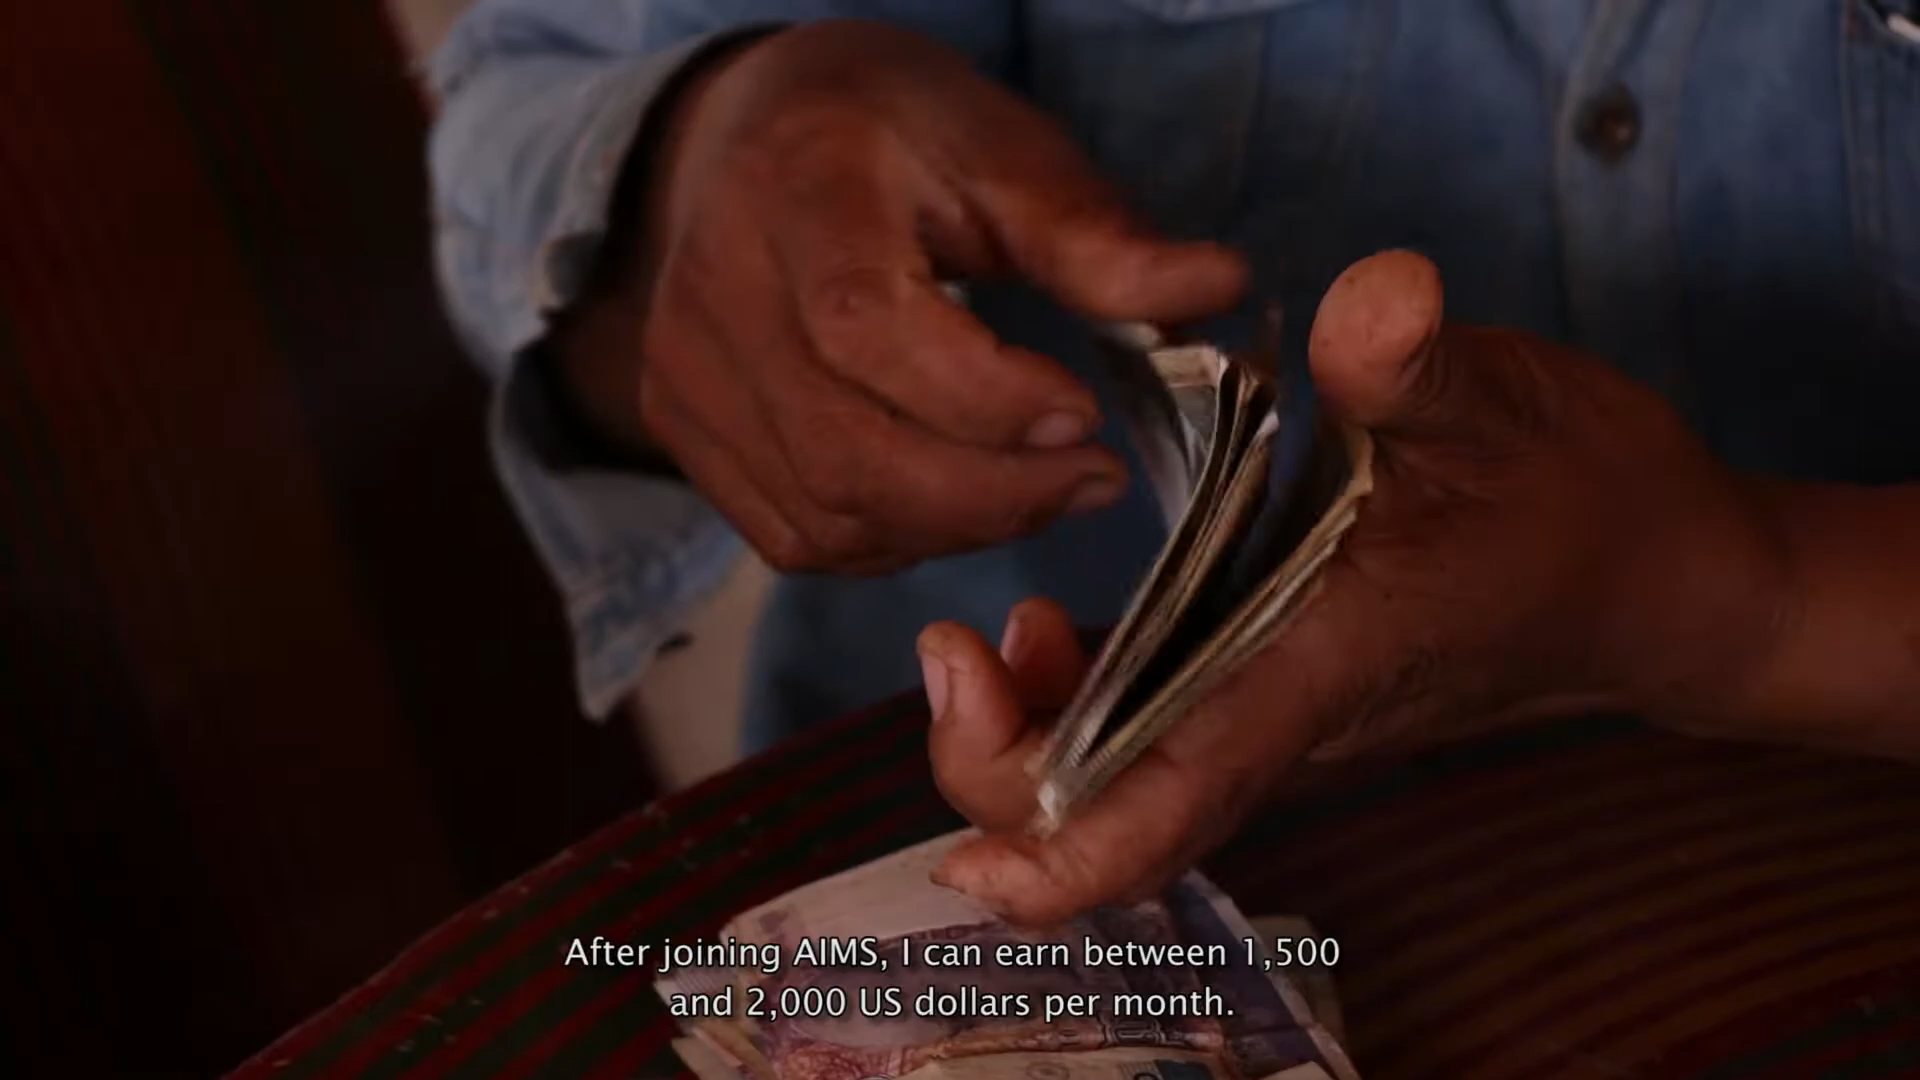 After joining AIMS, I can earn between 1,500
and 2,000 US dollars per month.